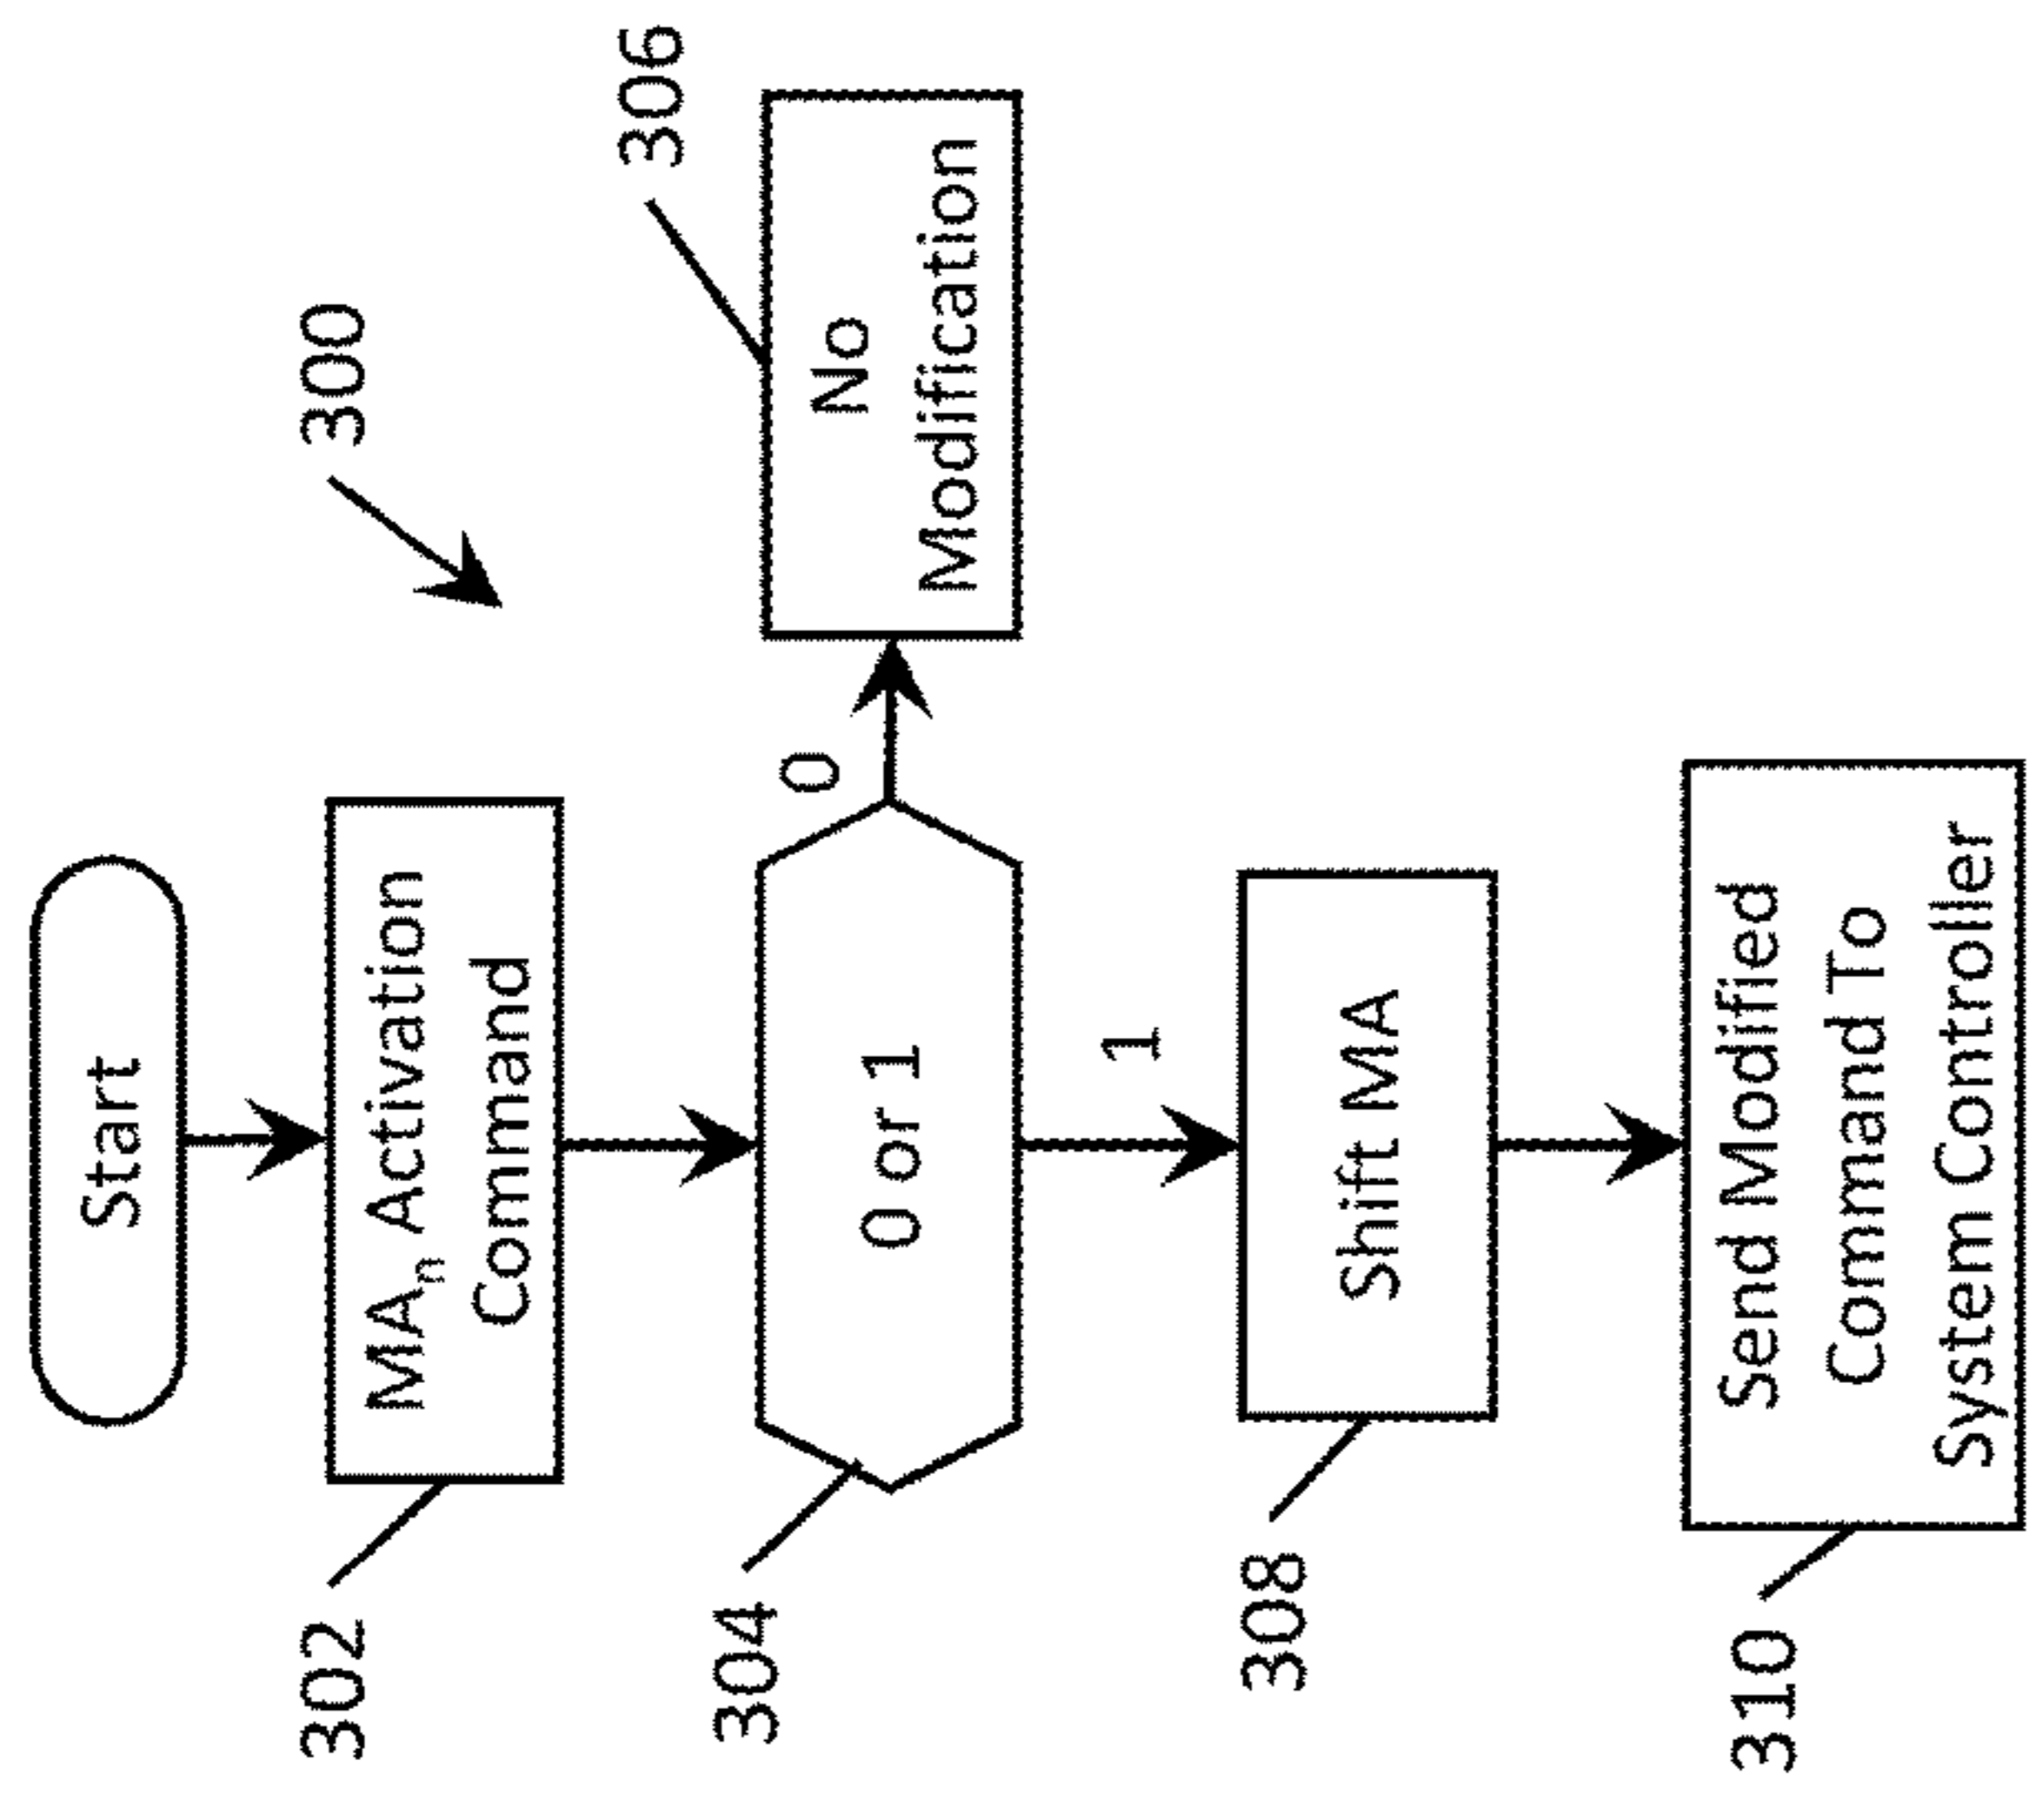 300
Start
302
MAn Activation
Command
304
0 or 1
0
306
No
Modification
1
308
Shift MA
310
Send Modified
Command To
System Controller